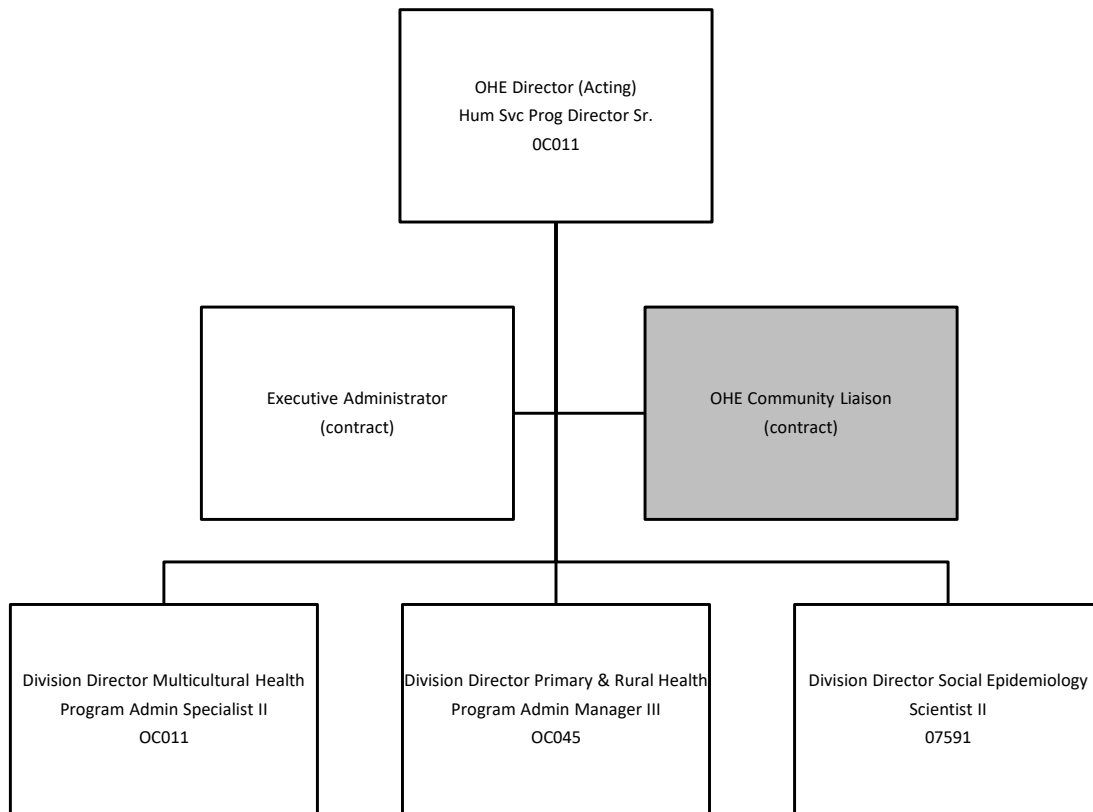 OHE Director (Acting)
Hum Svc Prog Director Sr.
0C011
Executive Administrator
(contract)
OHE Community Liaison
(contract)
Division Director Multicultural Health
Program Admin Specialist II
OC011
Division Director Primary & Rural Health
Program Admin Manager III
OC045
Division Director Social Epidemiology
Scientist II
07591